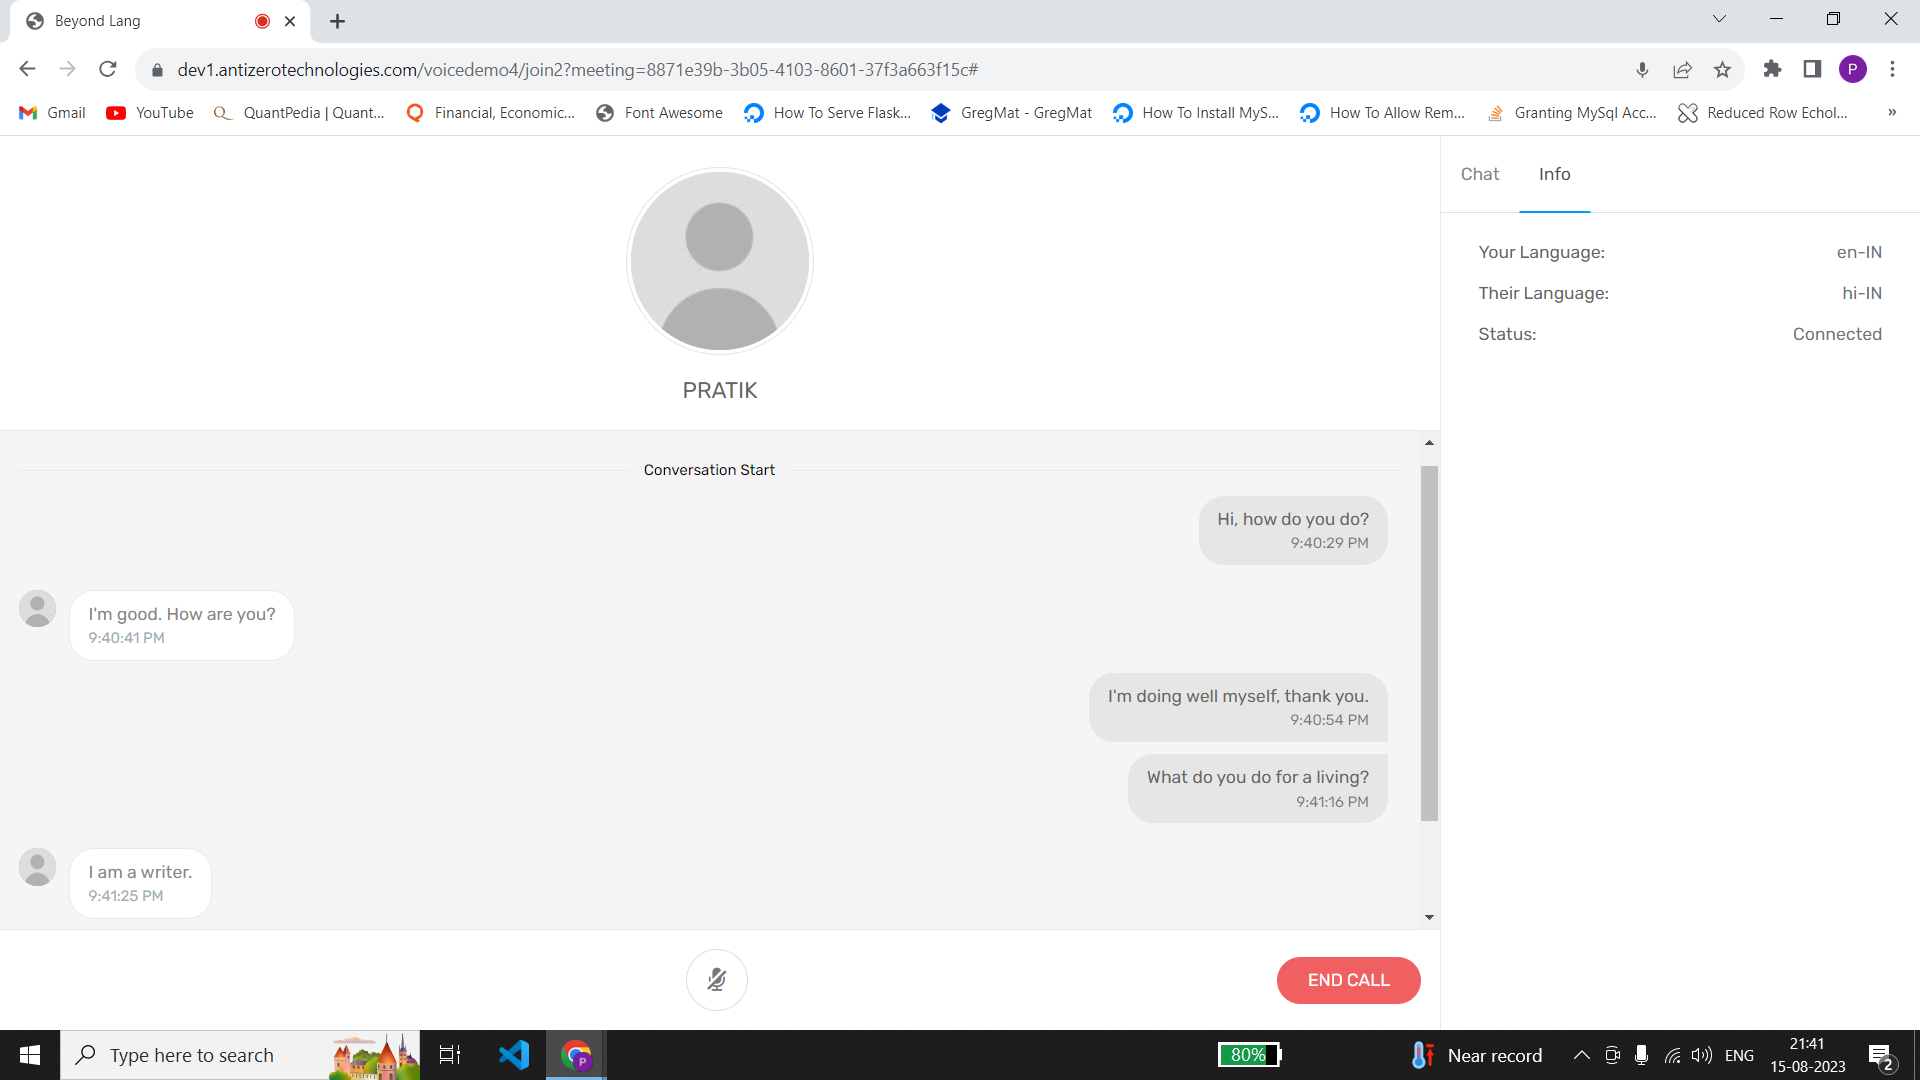 Beyond Lang
dev1.antizerotechnologies.com/voicedemo4/join2?meeting=8871e39b-3b05-4103-8601-37f3a663f15c#
P
Gmail
YouTube
QuantPedia | Quant...
Financial, Economic...
Font Awesome
How To Serve Flask...
GregMat - GregMat
How To Install MyS...
How To Allow Rem...
Granting MySql Acc...
Reduced Row Echol...
»
PRATIK
Chat Info
Your Language: en-IN
Their Language: hi-IN
Status: Connected
Conversation Start
Hi, how do you do?
9:40:29 PM
I'm good. How are you?
9:40:41 PM
I'm doing well myself, thank you.
9:40:54 PM
What do you do for a living?
9:41:16 PM
I am a writer.
9:41:25 PM
END CALL
Type here to search
P
80%
Near record
ENG
21:41
15-08-2023
2